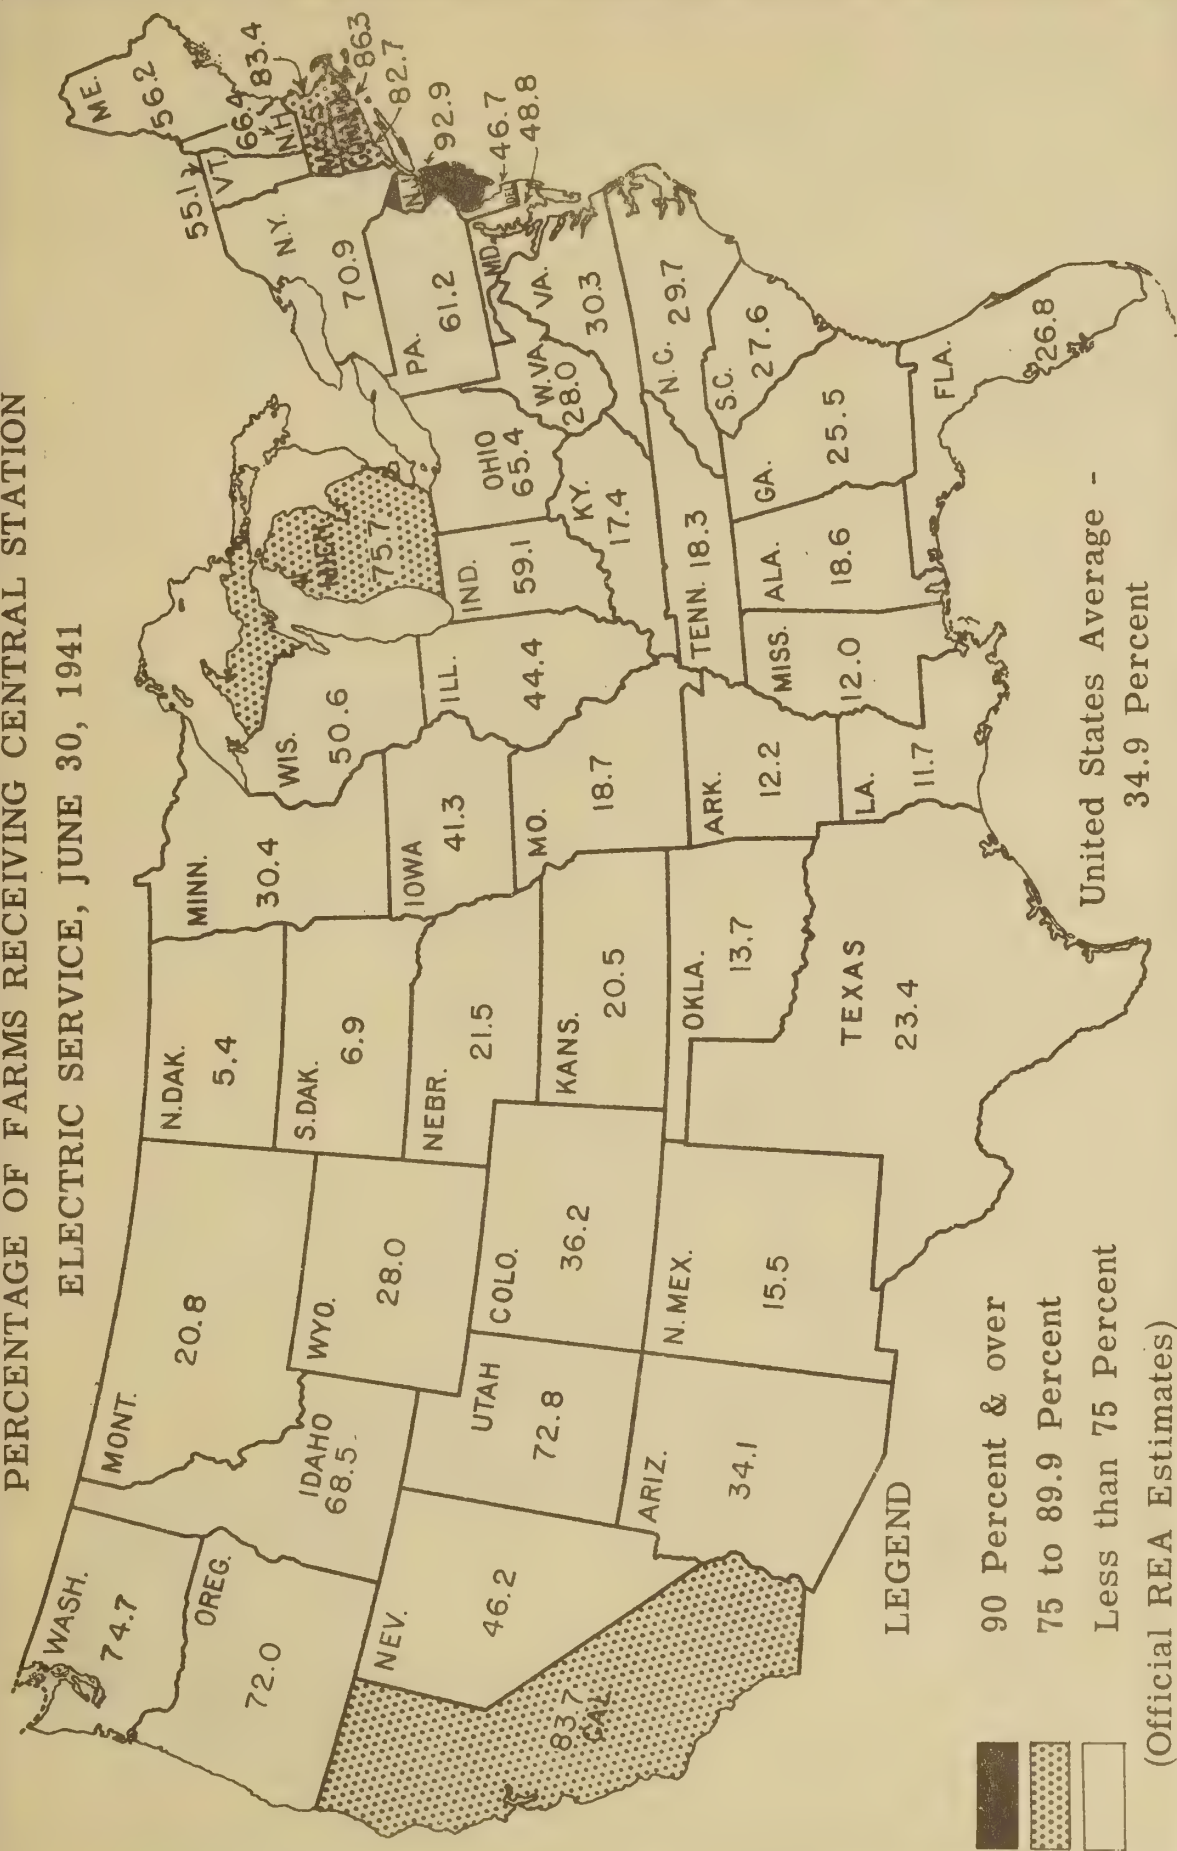 PERCENTAGE OF FARMS RECEIVING CENTRAL STATION
ELECTRIC SERVICE, JUNE 30, 1941
WASH.
74.7
OREG.
72.0
CAL.
83.7
NEV.
46.2
IDAHO
68.5
MONT.
20.8
WYO.
28.0
UTAH
72.8
COLO.
36.2
ARIZ.
34.1
N.MEX.
15.5
N.DAK.
5.4
S.DAK.
6.9
NEBR.
21.5
KANS.
20.5
OKLA.
13.7
TEXAS
23.4
MINN.
30.4
IOWA
41.3
MO.
18.7
ARK.
12.2
LA.
11.7
WIS.
50.6
ILL.
44.4
MICH.
75.7
IND.
59.1
OHIO
65.4
KY.
17.4
TENN. 18.3
MISS.
12.0
ALA.
18.6
GA.
25.5
FLA.
26.8
S.C.
27.6
N.C. 29.7
VA.
30.3
W.VA.
28.0
MD.
48.8
DEL.
46.7
PA.
61.2
N.J.
92.9
N.Y.
70.9
CONN.
82.7
86.3
MASS.
83.4
VT.
55.1
N.H.
66.4
ME.
56.2
LEGEND
90 Percent & over
75 to 89.9 Percent
Less than 75 Percent
(Official REA Estimates)
United States Average -
34.9 Percent